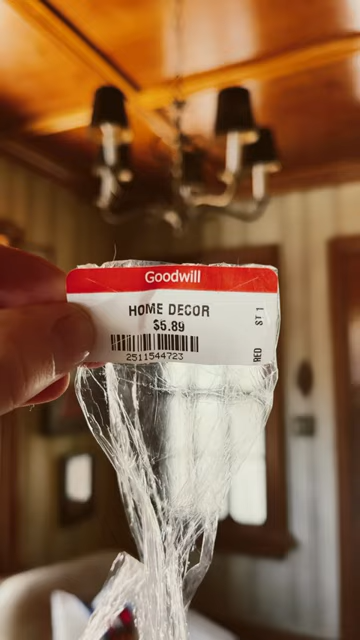 Goodwill
HOME DECOR
$5.89
2511544723
RED
ST 1